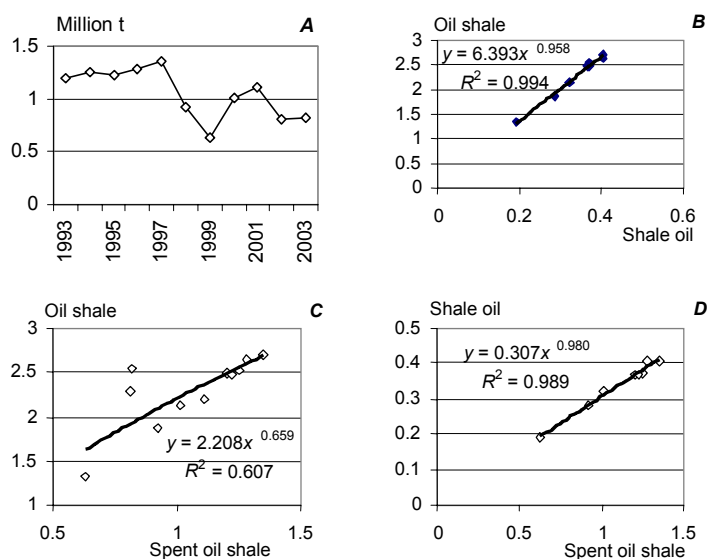 Million t
A
1.5
1
0.5
0
1993
1995
1997
1999
2001
2003
Oil shale
B
3
2.5
2
1.5
1
0.5
0
y = 6.393x^0.958
R² = 0.994
0
0.2
0.4
0.6
Shale oil
Oil shale
C
3
2.5
2
1.5
1
y = 2.208x^0.659
R² = 0.607
0.5
1
1.5
Spent oil shale
Shale oil
D
0.5
0.4
0.3
0.2
0.1
0
y = 0.307x^0.980
R² = 0.989
0
0.5
1
1.5
Spent oil shale